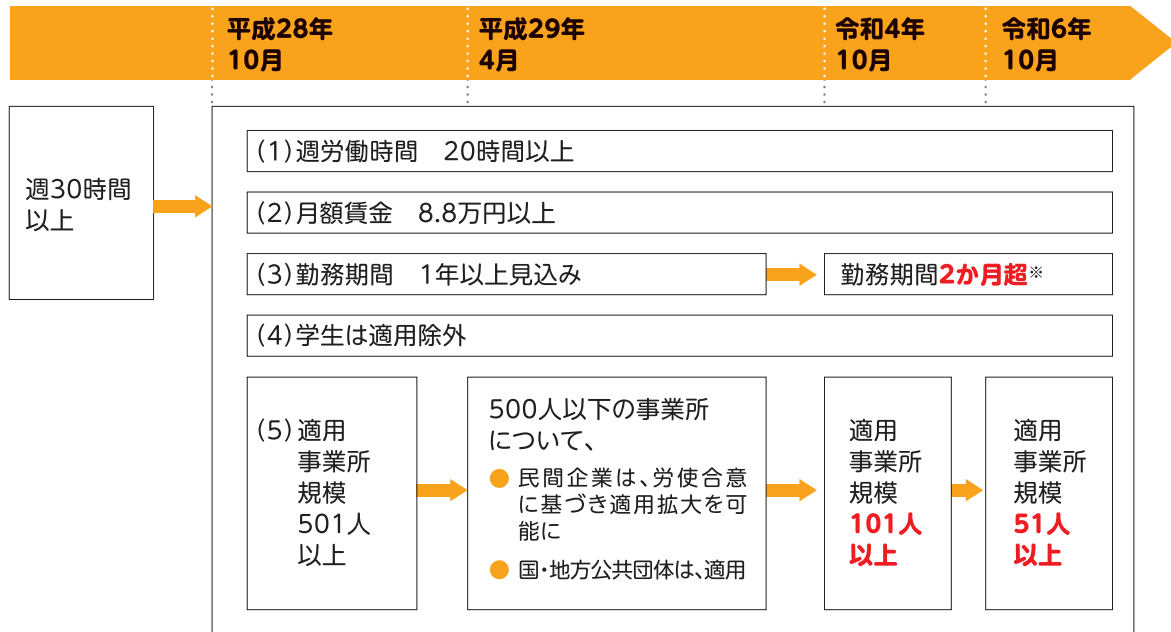 平成28年
10月
平成29年
4月
令和4年
10月
令和6年
10月
週30時間
以上
(1)週労働時間　20時間以上
(2)月額賃金　8.8万円以上
(3)勤務期間　1年以上見込み
勤務期間2か月超※
(4)学生は適用除外
(5)適用
事業所
規模
501人
以上
500人以下の事業所
について、
● 民間企業は、労使合意
に基づき適用拡大を可
能に
● 国・地方公共団体は、適用
適用
事業所
規模
101人
以上
適用
事業所
規模
51人
以上